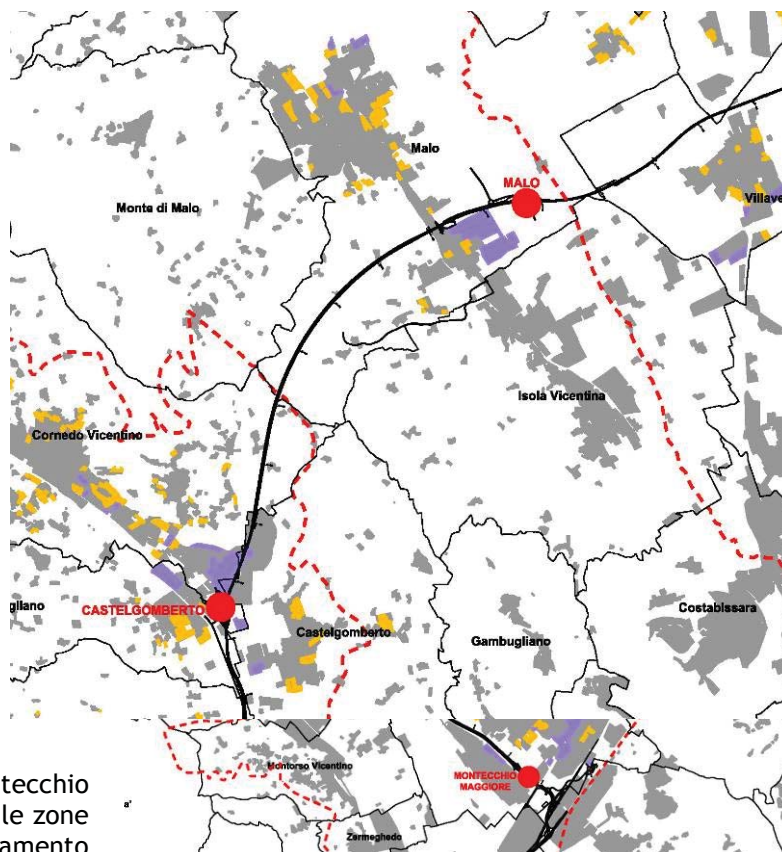 Malo
MALO
Monte di Malo
Villave
Isola Vicentina
Cornedo Vicentino
gliano
CASTELGOMBERTO
Castelgomberto
Gambugliano
Costabissara
Montorso Vicentino
MONTECCHIO
MAGGIORE
Zermeghedo
tecchio
le zone
amento
a'